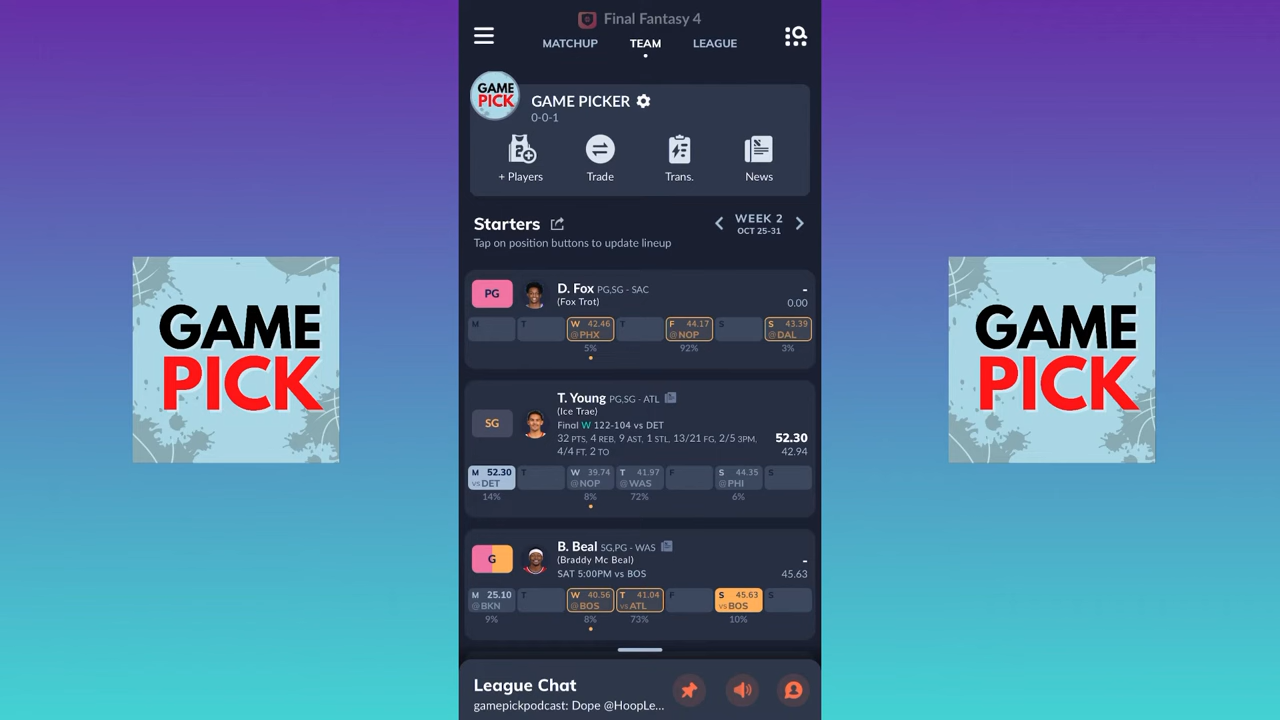 Final Fantasy 4
MATCHUP TEAM LEAGUE
GAME PICK
GAME PICKER
0-0-1
+ Players Trade Trans. News
Starters
WEEK 2
OCT 25-31
Tap on position buttons to update lineup
PG
D. Fox PG,SG - SAC
(Fox Trot)
-
0.00
M T W 42.46 T F 44.17 S S 43.39
@PHX @NOP @DAL
5% 92% 3%
SG
T. Young PG,SG - ATL
(Ice Trae)
Final W 122-104 vs DET
32 PTS, 4 REB, 9 AST, 1 STL, 13/21 FG, 2/5 3PM,
4/4 FT, 2 TO
52.30
42.94
M 52.30 T W 39.74 T 41.97 F S 44.35 S
vs DET @NOP @WAS @PHI
14% 8% 72% 6%
G
B. Beal SG,PG - WAS
(Braddy Mc Beal)
SAT 5:00PM vs BOS
-
45.63
M 25.10 T W 40.56 T 41.04 F S 45.63 S
@BKN @BOS vs ATL vs BOS
9% 8% 73% 10%
League Chat
gamepickpodcast: Dope @HoopLe...
GAME
PICK
GAME
PICK